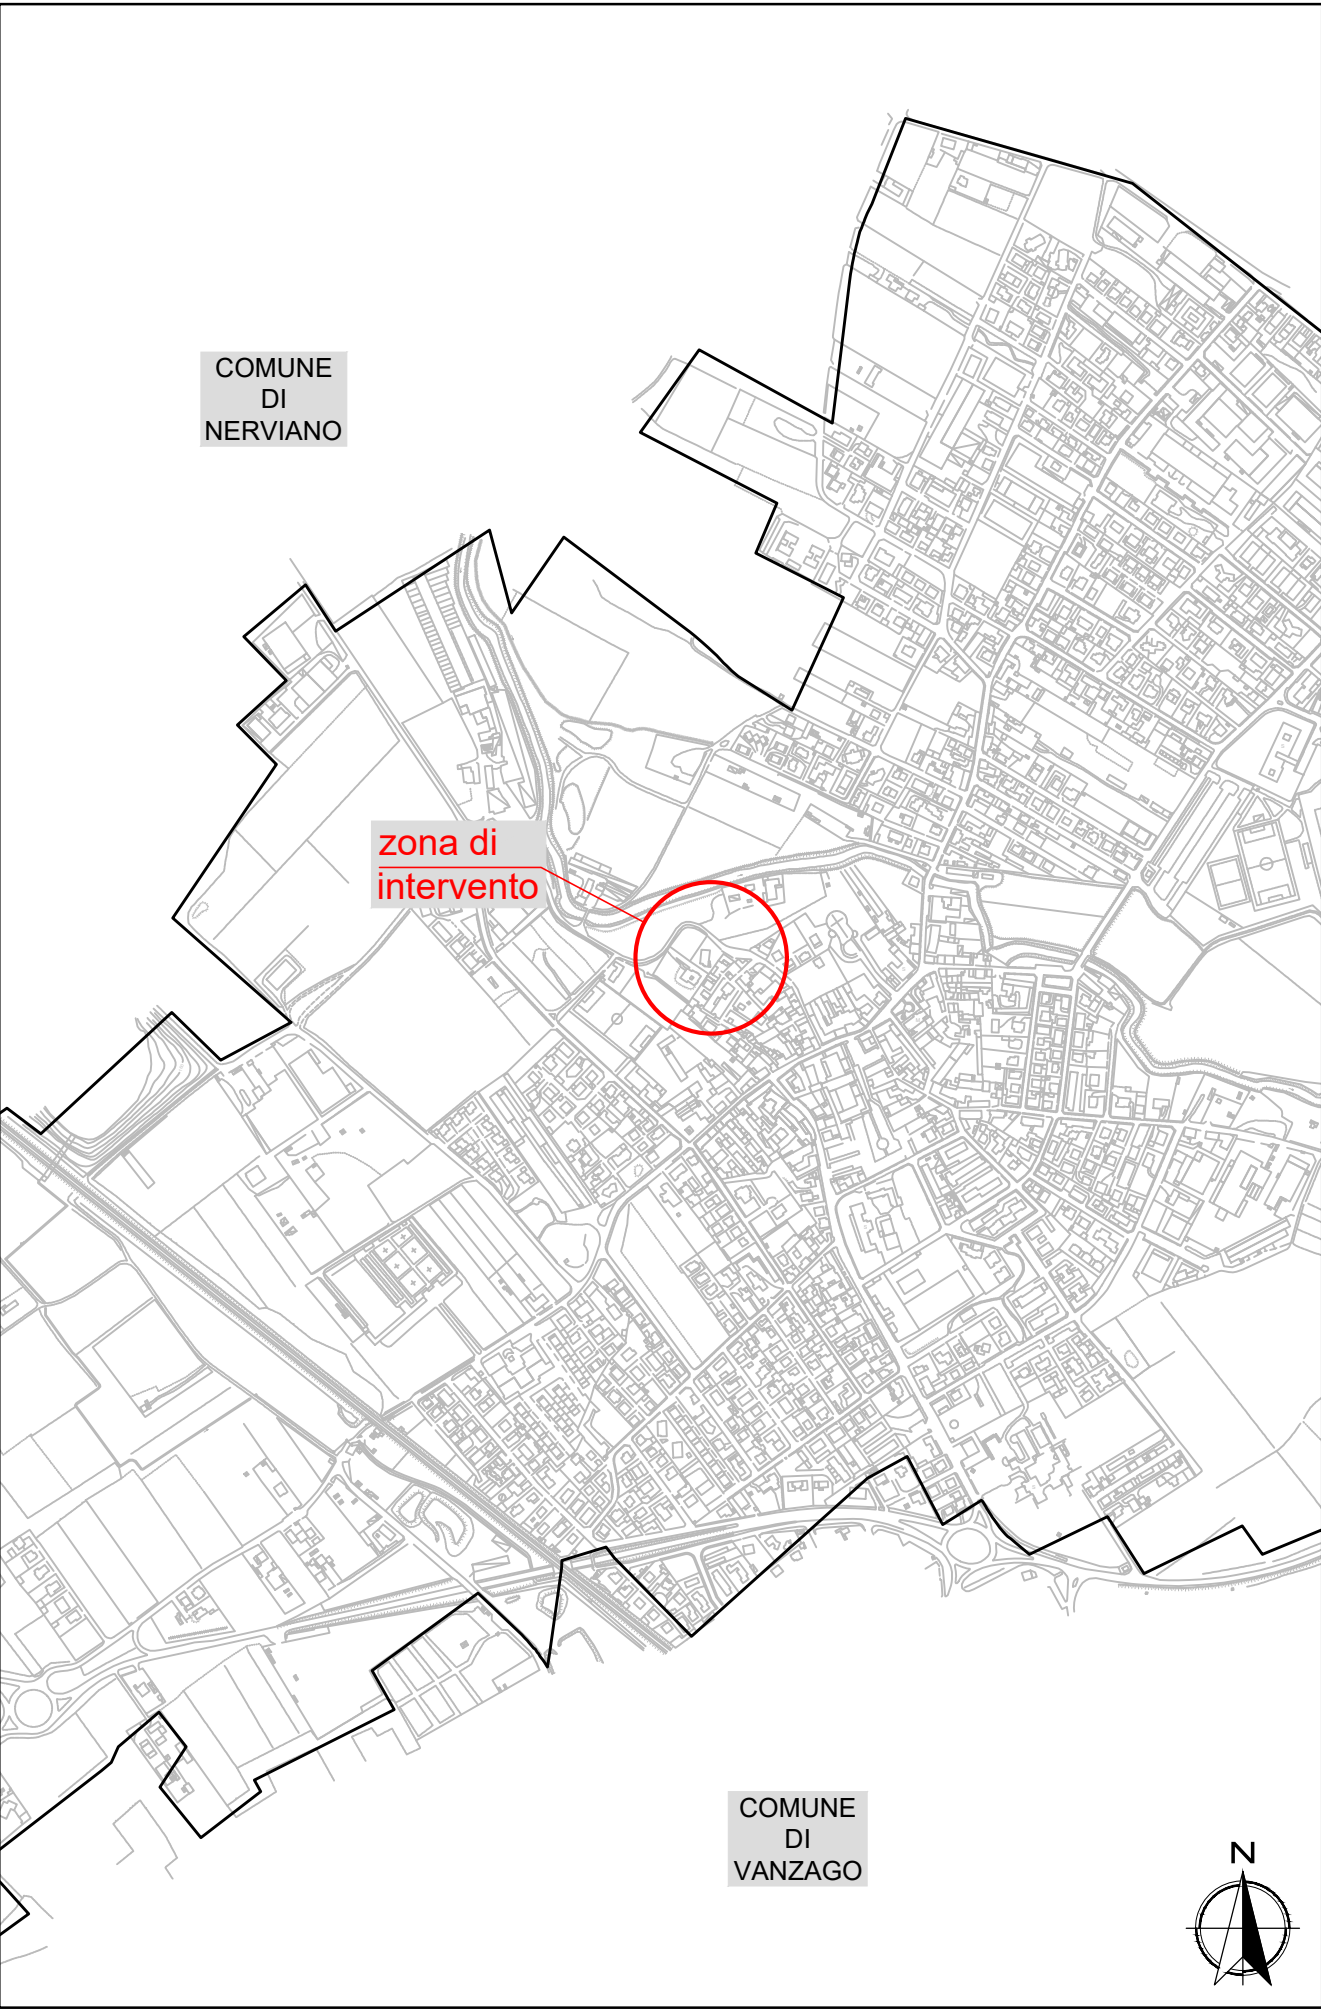 COMUNE
DI
NERVIANO
zona di
intervento
COMUNE
DI
VANZAGO
N